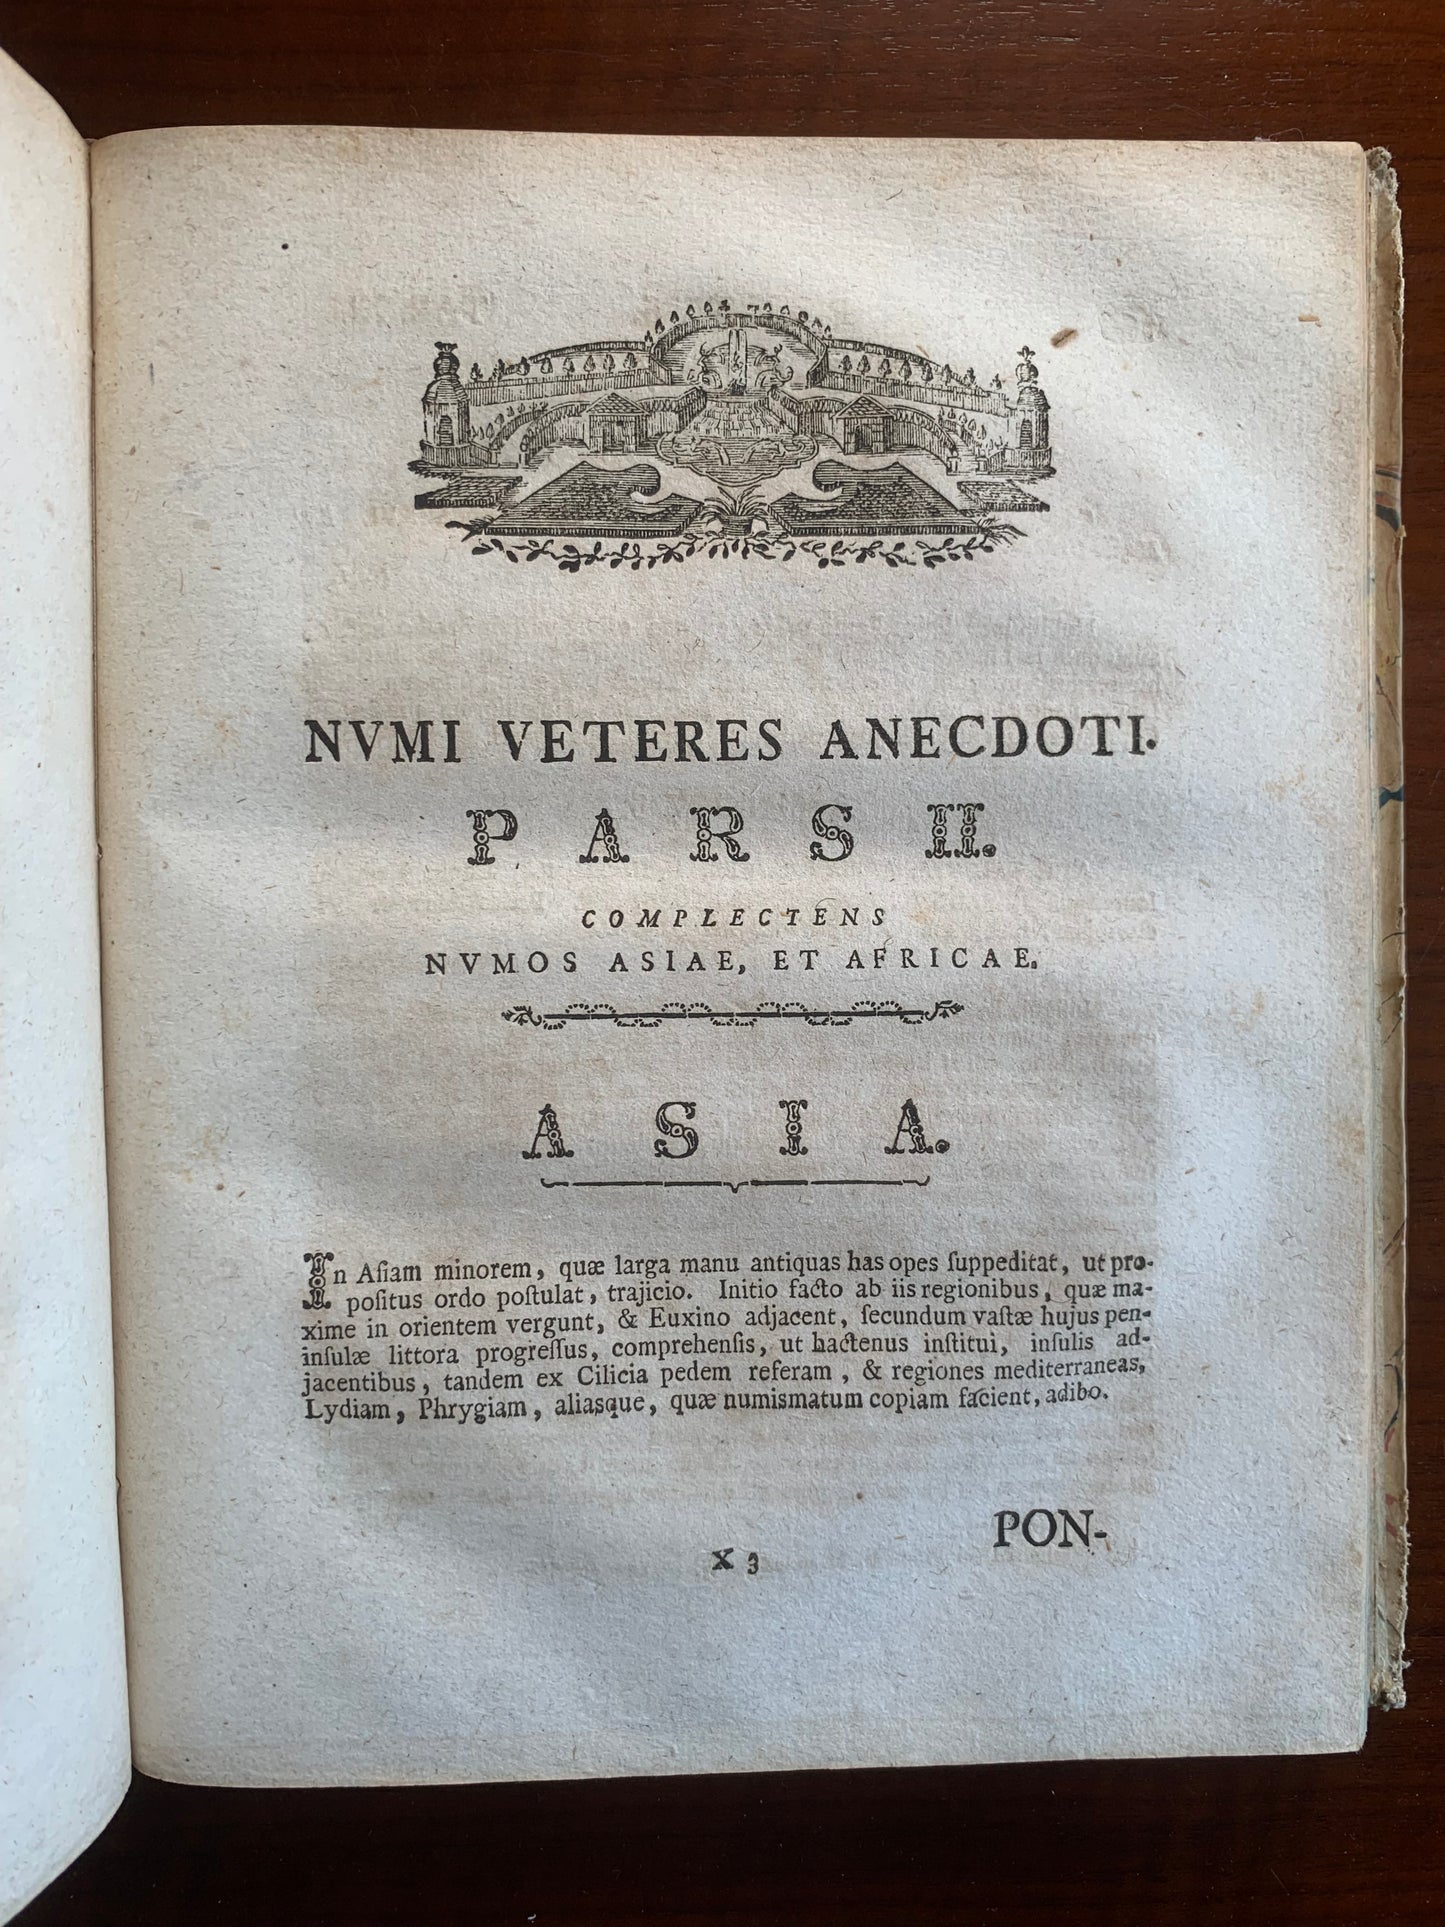 NVMI VETERES ANECDOTI.
PARS II.
COMPLECTENS
NVMOS ASIAE, ET AFRICAE.
ASIA.
In Aſiam minorem, quæ larga manu antiquas has opes ſuppeditat, ut pro-
poſitus ordo poſtulat, trajicio. Initio facto ab iis regionibus, quæ ma-
xime in orientem vergunt, & Euxino adjacent, ſecundum vaſtæ hujus pen-
inſulæ littora progreſſus, comprehenſis, ut hactenus inſtitui, inſulis ad-
jacentibus, tandem ex Cilicia pedem referam, & regiones mediterraneas,
Lydiam, Phrygiam, aliasque, quæ numismatum copiam facient, adibo.
PON-
X 3